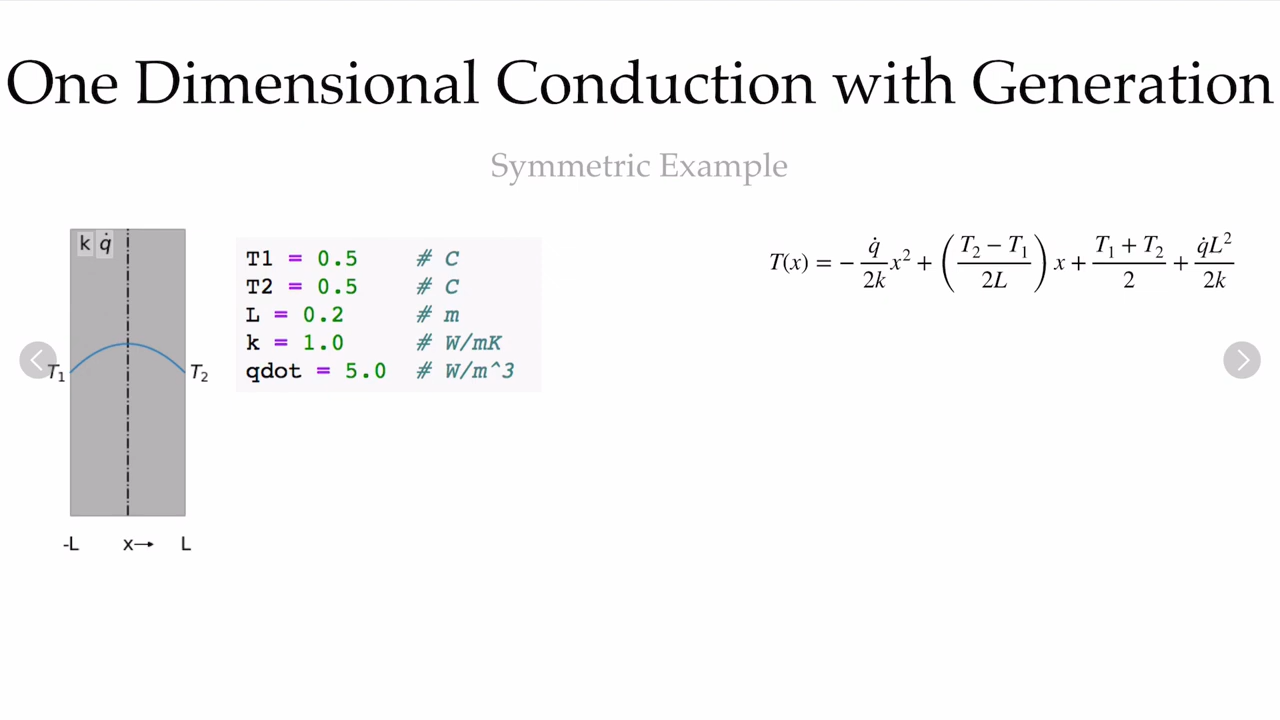 One Dimensional Conduction with Generation
Symmetric Example
k q̇
T₁
T₂
-L x→ L
T1 = 0.5 # C
T2 = 0.5 # C
L = 0.2 # m
k = 1.0 # W/mK
qdot = 5.0 # W/m^3
T(x) = − q̇/2k x² + ((T₂ − T₁)/2L) x + (T₁ + T₂)/2 + q̇L²/2k